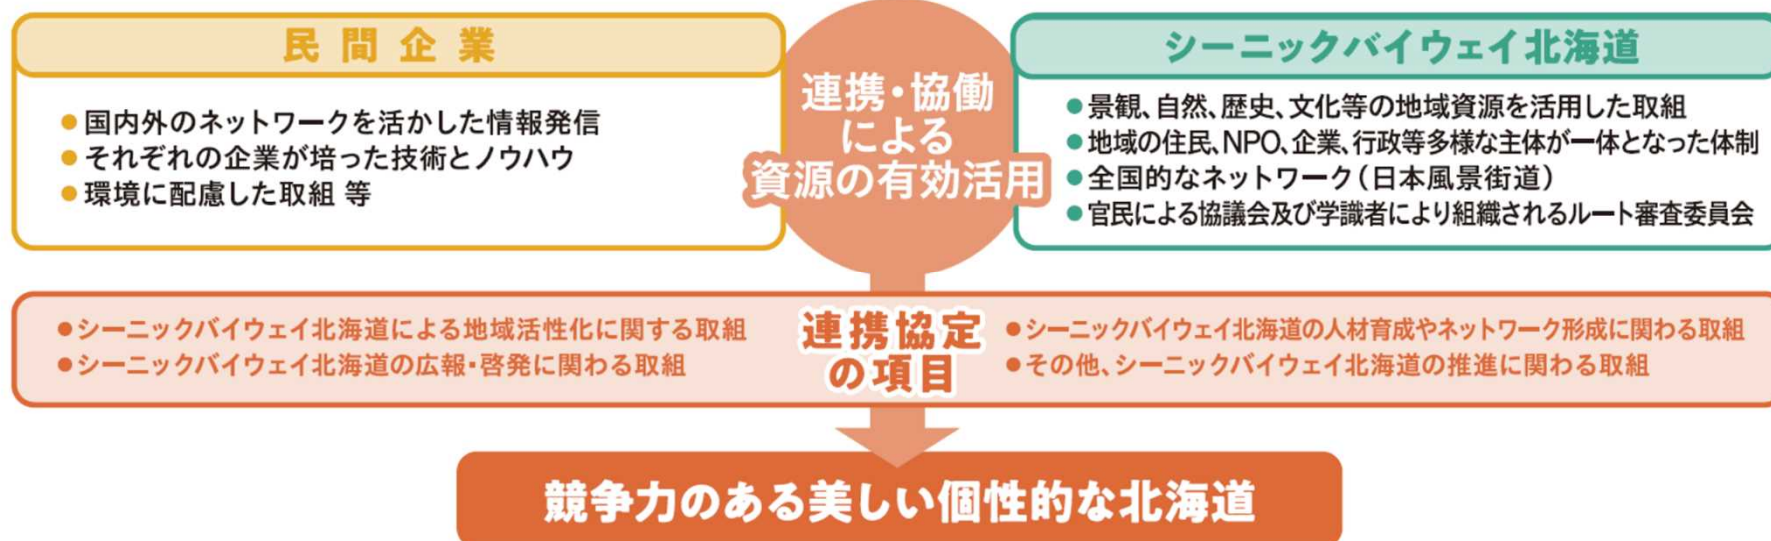 民間企業
●国内外のネットワークを活かした情報発信
●それぞれの企業が培った技術とノウハウ
●環境に配慮した取組 等
連携・協働
による
資源の有効活用
シーニックバイウェイ北海道
●景観、自然、歴史、文化等の地域資源を活用した取組
●地域の住民、NPO、企業、行政等多様な主体が一体となった体制
●全国的なネットワーク（日本風景街道）
●官民による協議会及び学識者により組織されるルート審査委員会
連携協定
の項目
●シーニックバイウェイ北海道による地域活性化に関する取組
●シーニックバイウェイ北海道の広報・啓発に関わる取組
●シーニックバイウェイ北海道の人材育成やネットワーク形成に関わる取組
●その他、シーニックバイウェイ北海道の推進に関わる取組
競争力のある美しい個性的な北海道